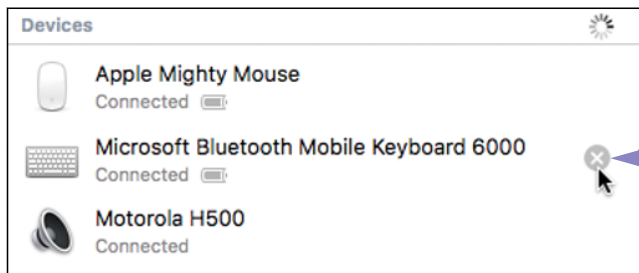 Devices
Apple Mighty Mouse
Connected
Microsoft Bluetooth Mobile Keyboard 6000
Connected
Motorola H500
Connected